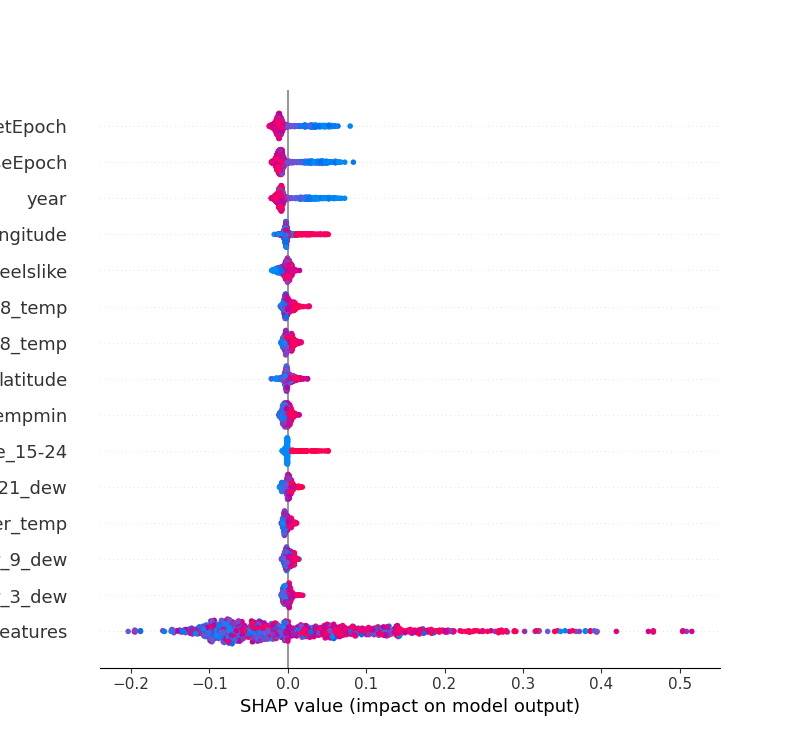 etEpoch
seEpoch
year
ngitude
eelslike
8_temp
8_temp
latitude
empmin
e_15-24
21_dew
er_temp
_9_dew
_3_dew
eatures
−0.2 −0.1 0.0 0.1 0.2 0.3 0.4 0.5
SHAP value (impact on model output)